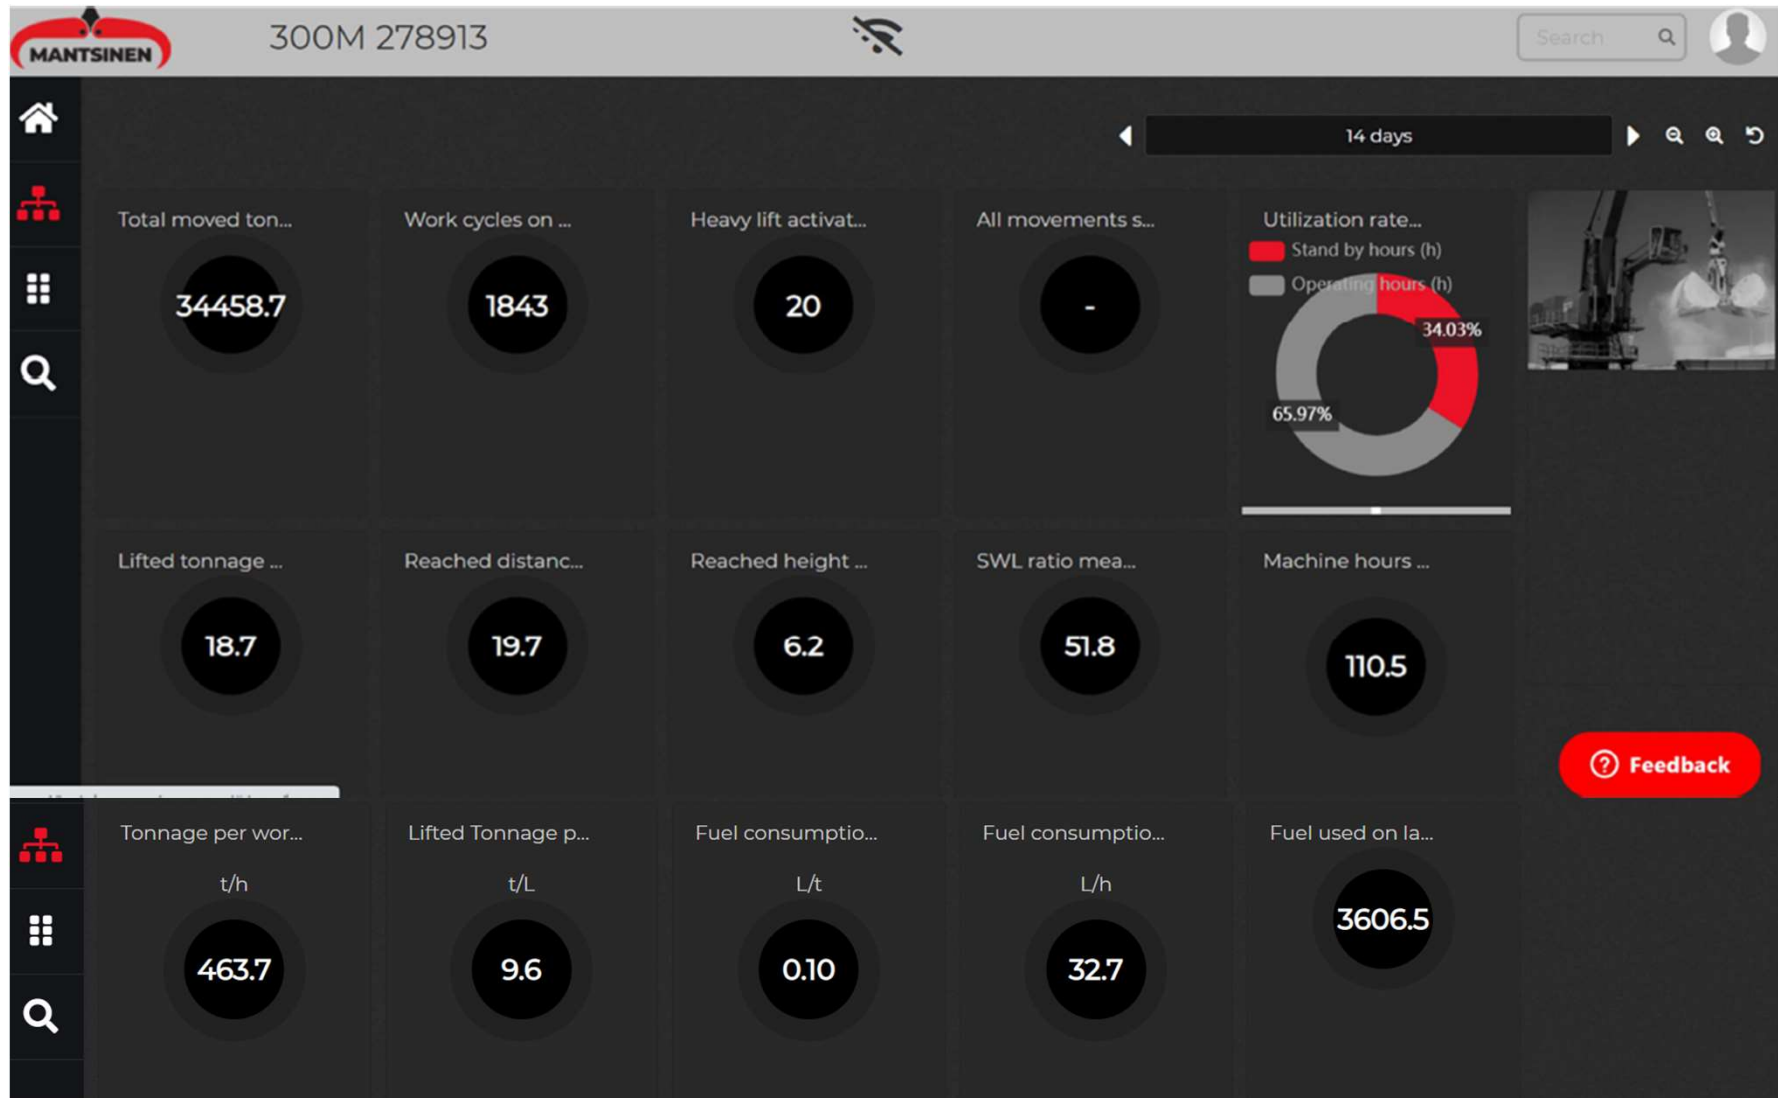 MANTSINEN
300M 278913
Search
14 days
Total moved ton...
Work cycles on ...
Heavy lift activat...
All movements s...
Utilization rate...
Stand by hours (h)
Operating hours (h)
34458.7
1843
20
-
34.03%
65.97%
Lifted tonnage ...
Reached distanc...
Reached height ...
SWL ratio mea...
Machine hours ...
18.7
19.7
6.2
51.8
110.5
? Feedback
Tonnage per wor...
Lifted Tonnage p...
Fuel consumptio...
Fuel consumptio...
Fuel used on la...
t/h
t/L
L/t
L/h
463.7
9.6
0.10
32.7
3606.5